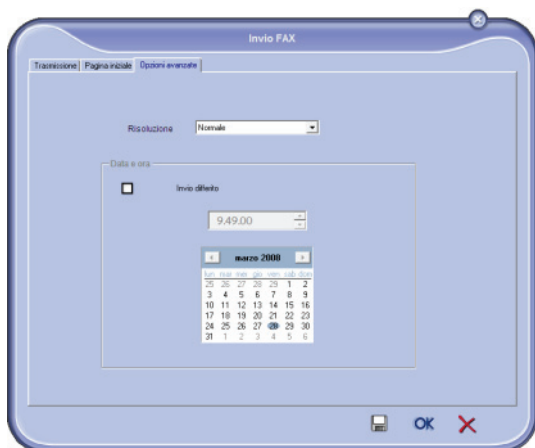 Invio FAX
Trasmissione Pagina iniziale Opzioni avanzate
Risoluzione Normale
Data e ora
Invio differito
9.49.00
marzo 2008
lun mar mer gio ven sab dom
25 26 27 28 29 1 2
3 4 5 6 7 8 9
10 11 12 13 14 15 16
17 18 19 20 21 22 23
24 25 26 27 28 29 30
31 1 2 3 4 5 6
OK